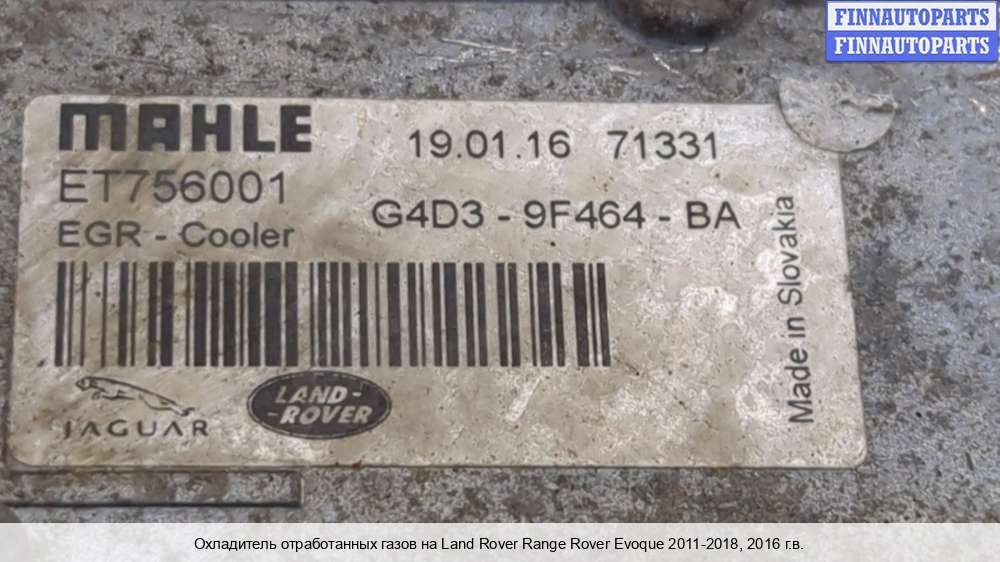 FINNAUTOPARTS
FINNAUTOPARTS
MAHLE
19.01.16 71331
ET756001
G4D3 - 9F464 - BA
EGR - Cooler
Made in Slovakia
JAGUAR
LAND-
-ROVER
Охладитель отработанных газов на Land Rover Range Rover Evoque 2011-2018, 2016 г.в.